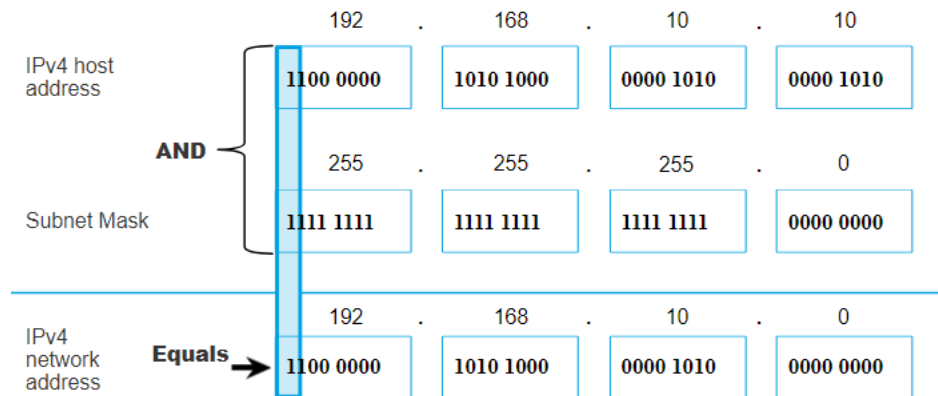 192 . 168 . 10 . 10
IPv4 host
address
1100 0000 1010 1000 0000 1010 0000 1010
AND
255 . 255 . 255 . 0
Subnet Mask
1111 1111 1111 1111 1111 1111 0000 0000
192 . 168 . 10 . 0
IPv4
network
address
Equals
1100 0000 1010 1000 0000 1010 0000 0000